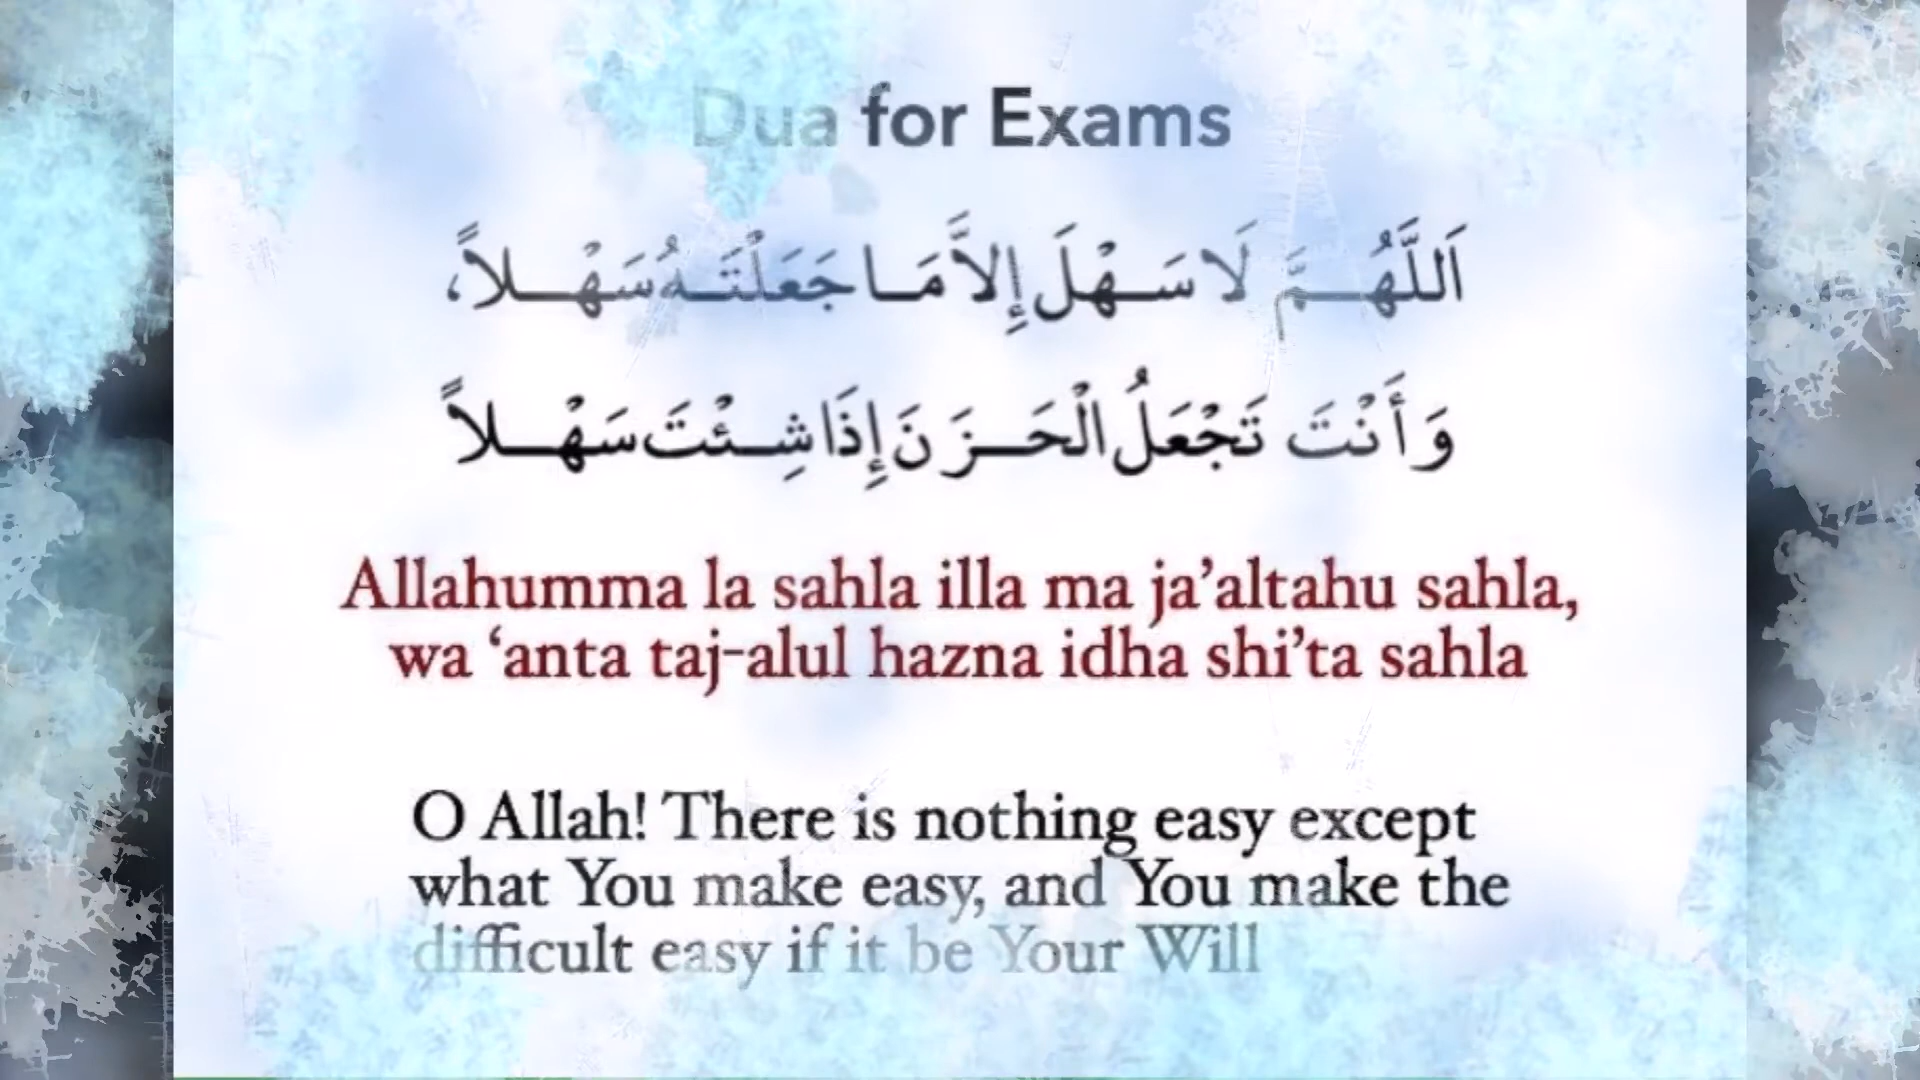 Dua for Exams
اَللَّهُمَّ لَا سَهْلَ إِلاَّ مَا جَعَلْتَهُ سَهْلاً،
وَ أَنْتَ تَجْعَلُ الْحَزَنَ إِذَا شِئْتَ سَهْلاً
Allahumma la sahla illa ma ja’altahu sahla,
wa ‘anta taj-alul hazna idha shi’ta sahla
O Allah! There is nothing easy except
what You make easy, and You make the
difficult easy if it be Your Will